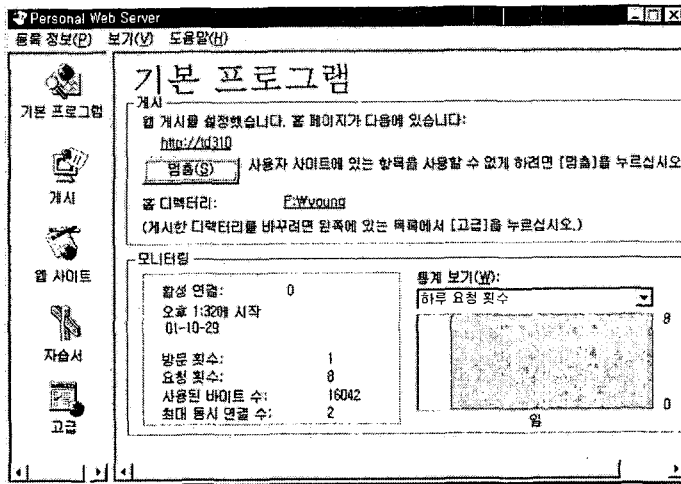 Personal Web Server
등록 정보(P) 보기(V) 도움말(H)
기본 프로그램
게시
웹 사이트
자습서
고급
기본 프로그램
게시
웹 게시를 설정했습니다. 홈 페이지가 다음에 있습니다:
http://td310
멈춤(S) 사용자 사이트에 있는 항목을 사용할 수 없게 하려면 [멈춤]을 누르십시오
홈 디렉터리: F:\young
(게시한 디렉터리를 바꾸려면 왼쪽에 있는 목록에서 [고급]을 누르십시오.)
모니터링
활성 연결: 0
오후 1:32에 시작
01-10-29
방문 횟수: 1
요청 횟수: 8
사용된 바이트 수: 16042
최대 동시 연결 수: 2
통계 보기(W):
하루 요청 횟수
8
0
일